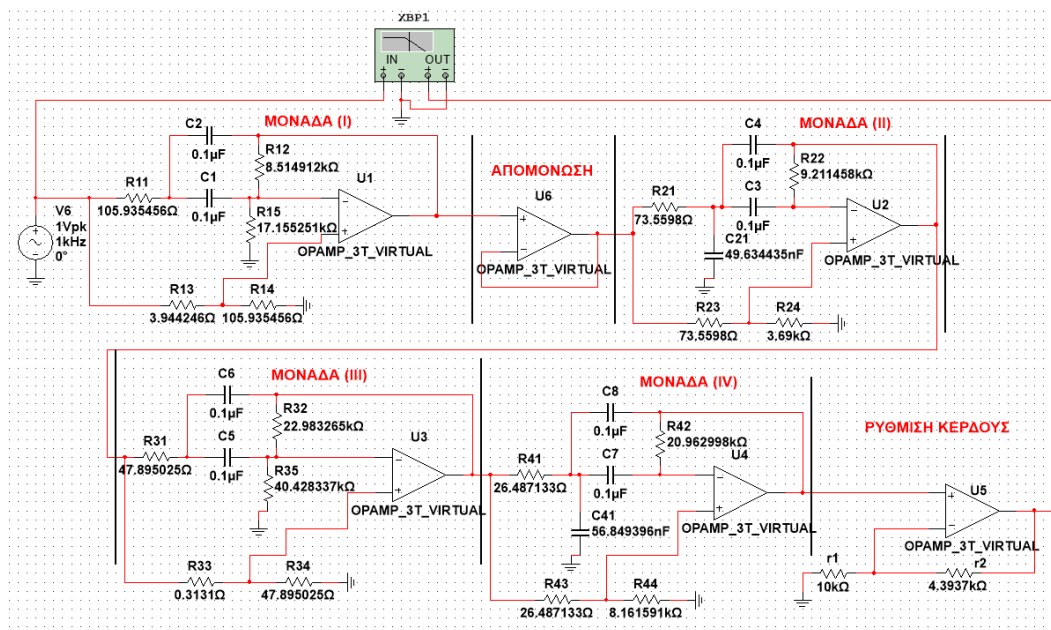 XBP1
IN OUT
ΜΟΝΑΔΑ (I)
C2
0.1µF
R12
8.514912kΩ
R11
105.935456Ω
C1
0.1µF
U1
R15
17.155251kΩ
OPAMP_3T_VIRTUAL
V6
1Vpk
1kHz
0°
R13
3.944246Ω
R14
105.935456Ω
ΑΠΟΜΟΝΩΣΗ
U6
OPAMP_3T_VIRTUAL
ΜΟΝΑΔΑ (II)
C4
0.1µF
R22
9.211458kΩ
R21
73.5598Ω
C3
0.1µF
U2
C21
49.634435nF
OPAMP_3T_VIRTUAL
R23
73.5598Ω
R24
3.69kΩ
ΜΟΝΑΔΑ (III)
C6
0.1µF
R32
22.983265kΩ
R31
47.895025Ω
C5
0.1µF
U3
R35
40.428337kΩ
OPAMP_3T_VIRTUAL
R33
0.3131Ω
R34
47.895025Ω
ΜΟΝΑΔΑ (IV)
C8
0.1µF
R42
20.962998kΩ
R41
26.487133Ω
C7
0.1µF
U4
C41
56.849396nF
OPAMP_3T_VIRTUAL
R43
26.487133Ω
R44
8.161591kΩ
ΡΥΘΜΙΣΗ ΚΕΡΔΟΥΣ
U5
OPAMP_3T_VIRTUAL
r1
10kΩ
r2
4.3937kΩ